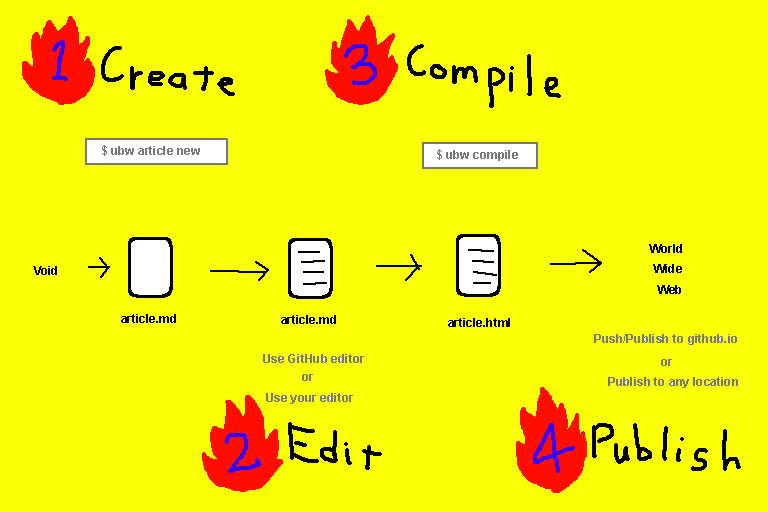 1 Create
3 Compile
$ ubw article new
$ ubw compile
Void
article.md
article.md
article.html
World
Wide
Web
Use GitHub editor
or
Use your editor
Push/Publish to github.io
or
Publish to any location
2 Edit
4 Publish